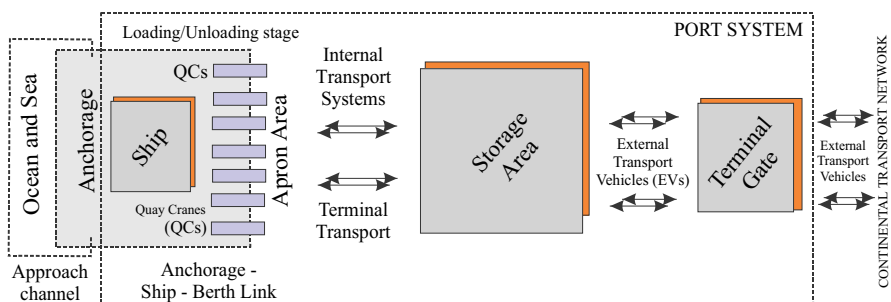 Loading/Unloading stage
PORT SYSTEM
Ocean and Sea
Anchorage
QCs
Ship
Quay Cranes
(QCs)
Apron Area
Internal
Transport
Systems
Terminal
Transport
Storage
Area
External
Transport
Vehicles (EVs)
Terminal
Gate
External
Transport
Vehicles
CONTINENTAL TRANSPORT NETWORK
Approach
channel
Anchorage -
Ship - Berth Link